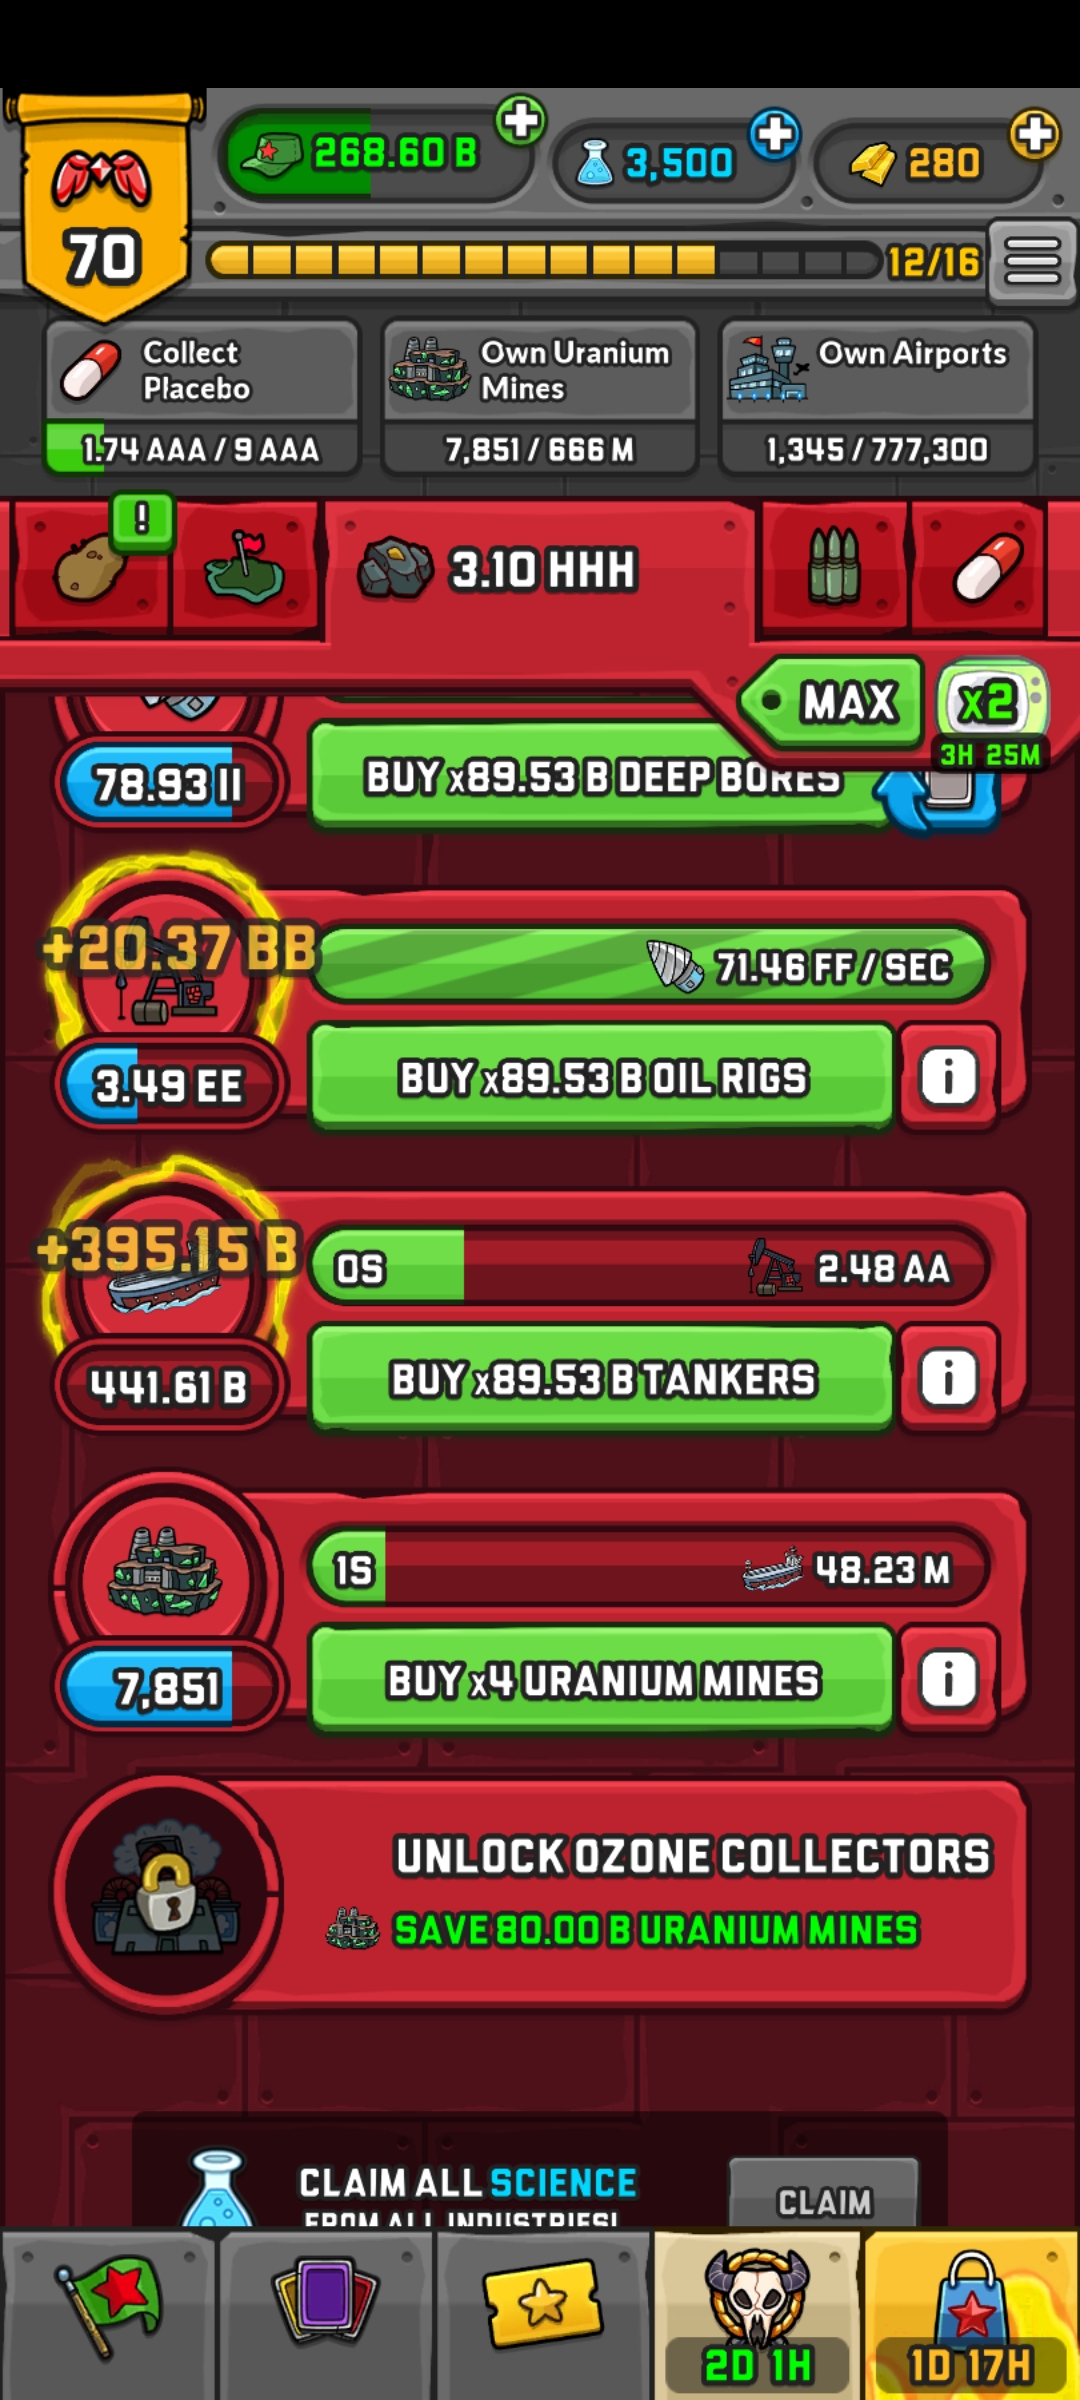 70
268.60 B
3,500
280
12/16
Collect
Placebo
1.74 AAA / 9 AAA
Own Uranium
Mines
7,851 / 666 M
Own Airports
1,345 / 777,300
!
3.10 HHH
MAX
x2
3H 25M
78.93 II
BUY x89.53 B DEEP BORES
+20.37 BB
71.46 FF / SEC
3.49 EE
BUY x89.53 B OIL RIGS
i
+395.15 B
0S
2.48 AA
441.61 B
BUY x89.53 B TANKERS
i
1S
48.23 M
7,851
BUY x4 URANIUM MINES
i
UNLOCK OZONE COLLECTORS
SAVE 80.00 B URANIUM MINES
CLAIM ALL SCIENCE
FROM ALL INDUSTRIES!
CLAIM
2D 1H
1D 17H